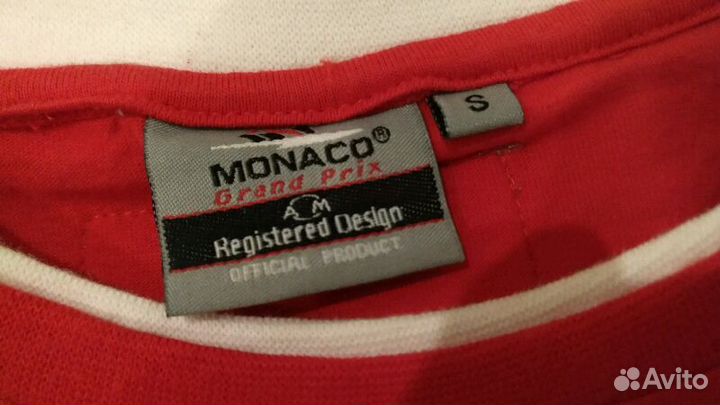 S
MONACO®
Grand Prix
A M
Registered Design
OFFICIAL PRODUCT
Avito